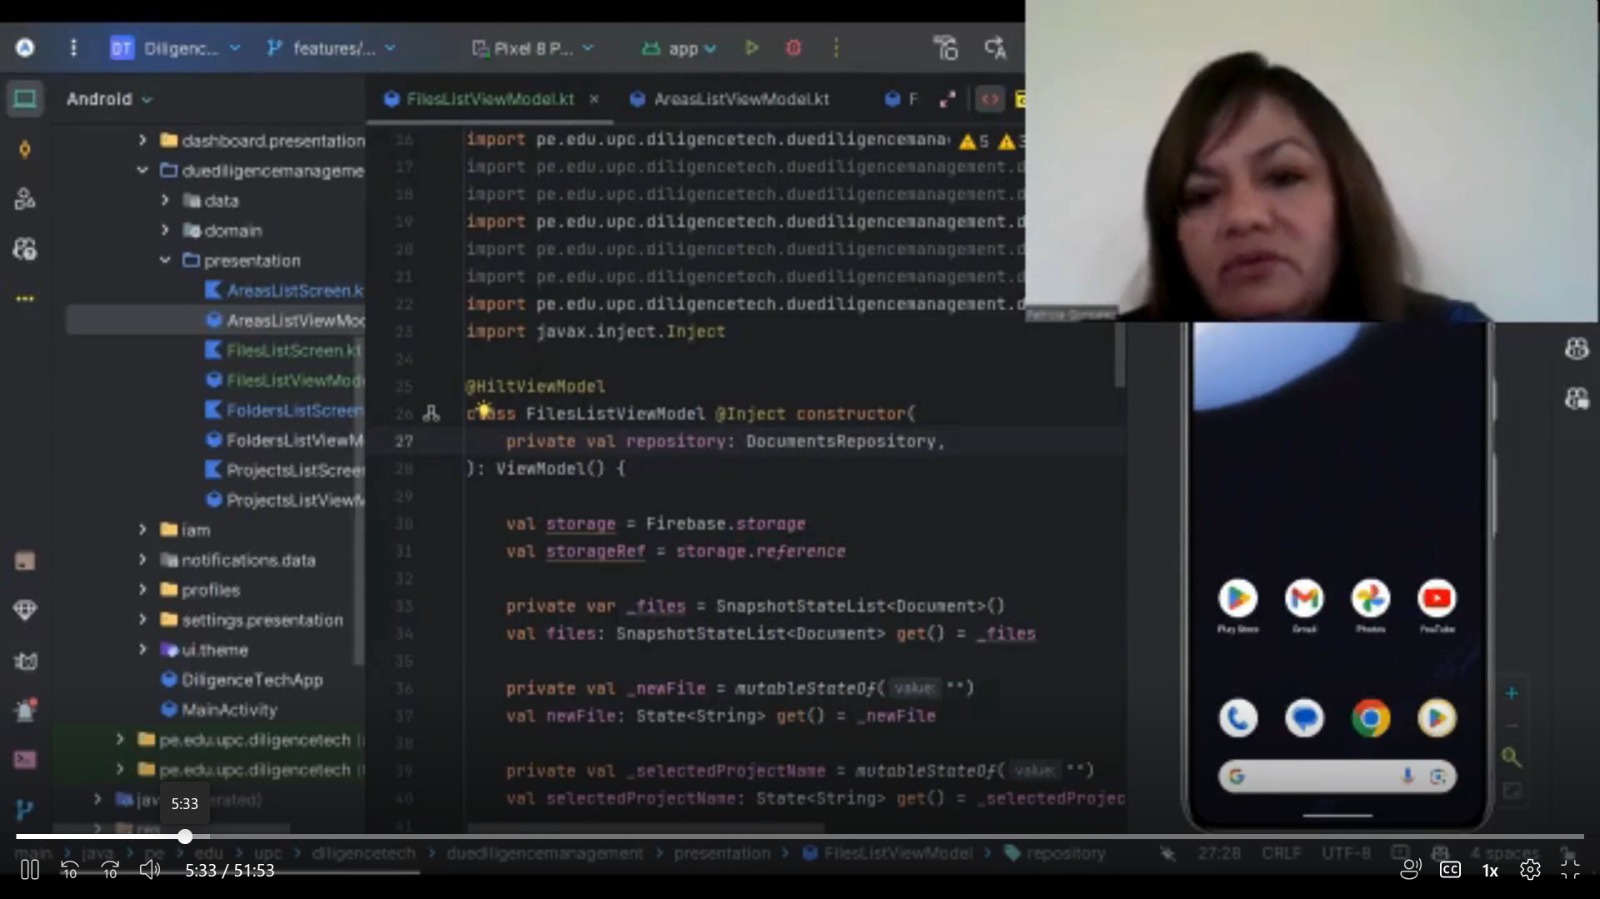 DT Diligenc... features/... Pixel 8 P... app
Android
FilesListViewModel.kt
AreasListViewModel.kt
F
dashboard.presentation
duediligencemanageme
data
domain
presentation
AreasListScreen.k
AreasListViewMod
FilesListScreen.kt
FilesListViewMode
FoldersListScreen
FoldersListViewM
ProjectsListScreen
ProjectsListViewM
iam
notifications.data
profiles
settings.presentation
ui.theme
DiligenceTechApp
MainActivity
pe.edu.upc.diligencetech (
pe.edu.upc.diligencetech (
16 import pe.edu.upc.diligencetech.duediligencemana
5
17 import pe.edu.upc.diligencetech.duediligencemanagement.d
18 import pe.edu.upc.diligencetech.duediligencemanagement.d
19 import pe.edu.upc.diligencetech.duediligencemanagement.d
20 import pe.edu.upc.diligencetech.duediligencemanagement.d
21 import pe.edu.upc.diligencetech.duediligencemanagement.d
22 import pe.edu.upc.diligencetech.duediligencemanagement.d
23 import javax.inject.Inject
24
25 @HiltViewModel
26 class FilesListViewModel @Inject constructor(
27 private val repository: DocumentsRepository,
28 ): ViewModel() {
29
30 val storage = Firebase.storage
31 val storageRef = storage.reference
32
33 private var _files = SnapshotStateList<Document>()
34 val files: SnapshotStateList<Document> get() = _files
35
36 private val _newFile = mutableStateOf( value: "")
37 val newFile: State<String> get() = _newFile
38
39 private val _selectedProjectName = mutableStateOf( value: "")
40 val selectedProjectName: State<String> get() = _selectedProjec
41
Play Store Gmail Photos YouTube
5:33
main > java > pe > edu > upc > diligencetech > duediligencemanagement > presentation > FilesListViewModel > repository
27:28 CRLF UTF-8 4 spaces
10 10 5:33 / 51:53 CC 1x